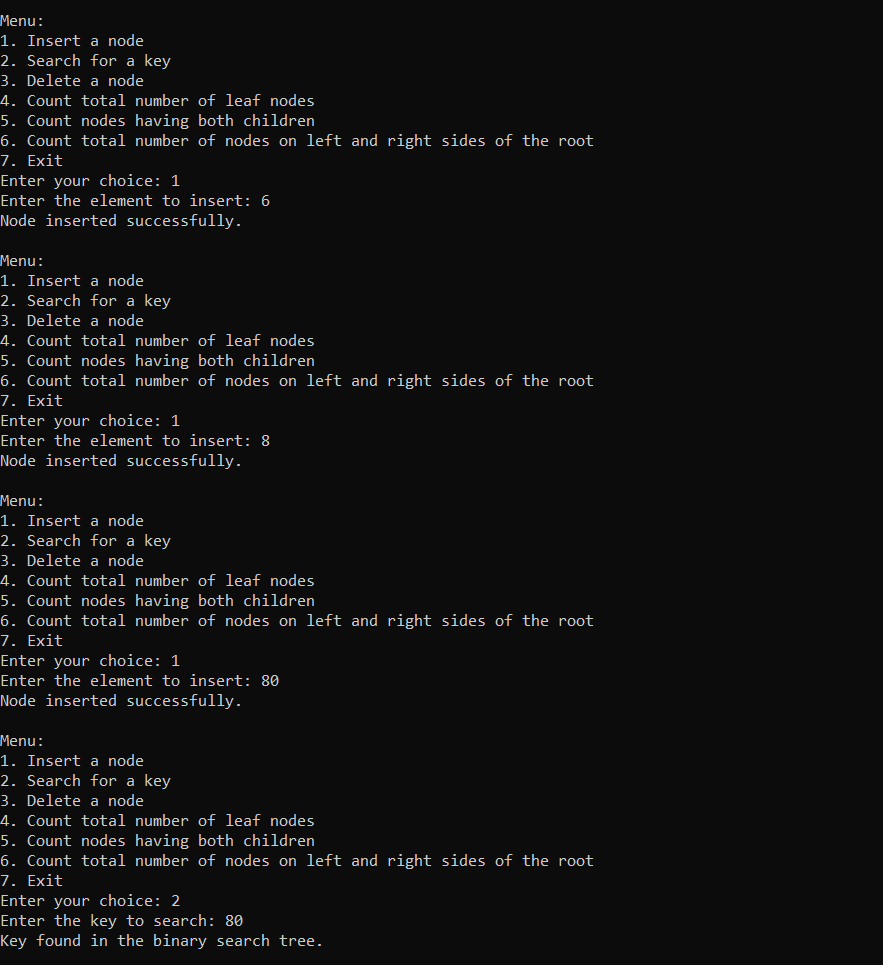 Menu:
1. Insert a node
2. Search for a key
3. Delete a node
4. Count total number of leaf nodes
5. Count nodes having both children
6. Count total number of nodes on left and right sides of the root
7. Exit
Enter your choice: 1
Enter the element to insert: 6
Node inserted successfully.

Menu:
1. Insert a node
2. Search for a key
3. Delete a node
4. Count total number of leaf nodes
5. Count nodes having both children
6. Count total number of nodes on left and right sides of the root
7. Exit
Enter your choice: 1
Enter the element to insert: 8
Node inserted successfully.

Menu:
1. Insert a node
2. Search for a key
3. Delete a node
4. Count total number of leaf nodes
5. Count nodes having both children
6. Count total number of nodes on left and right sides of the root
7. Exit
Enter your choice: 1
Enter the element to insert: 80
Node inserted successfully.

Menu:
1. Insert a node
2. Search for a key
3. Delete a node
4. Count total number of leaf nodes
5. Count nodes having both children
6. Count total number of nodes on left and right sides of the root
7. Exit
Enter your choice: 2
Enter the key to search: 80
Key found in the binary search tree.